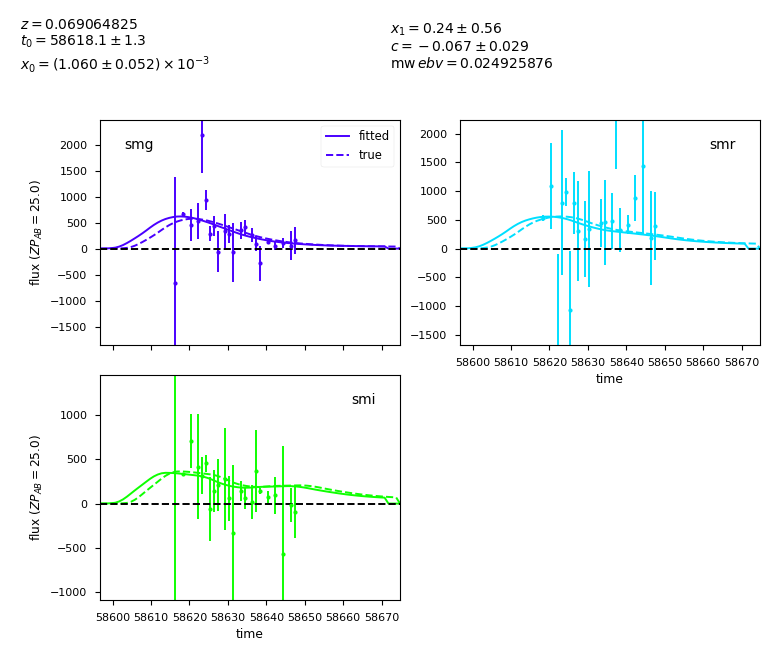 z = 0.069064825
t₀ = 58618.1 ± 1.3
x₀ = (1.060 ± 0.052) × 10⁻³
x₁ = 0.24 ± 0.56
c = −0.067 ± 0.029
mw ebv = 0.024925876
smg
fitted
true
flux (ZP_AB = 25.0)
2000
1500
1000
500
0
−500
−1000
−1500
smr
2000
1500
1000
500
0
−500
−1000
−1500
58600 58610 58620 58630 58640 58650 58660 58670
time
smi
flux (ZP_AB = 25.0)
1000
500
0
−500
−1000
58600 58610 58620 58630 58640 58650 58660 58670
time